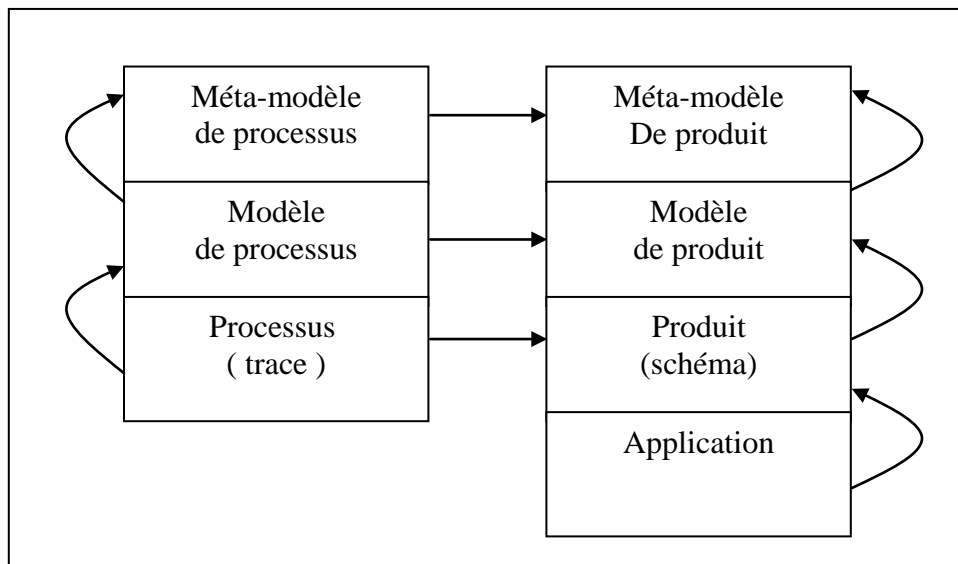 Méta-modèle
de processus
Modèle
de processus
Processus
( trace )
Méta-modèle
De produit
Modèle
de produit
Produit
(schéma)
Application